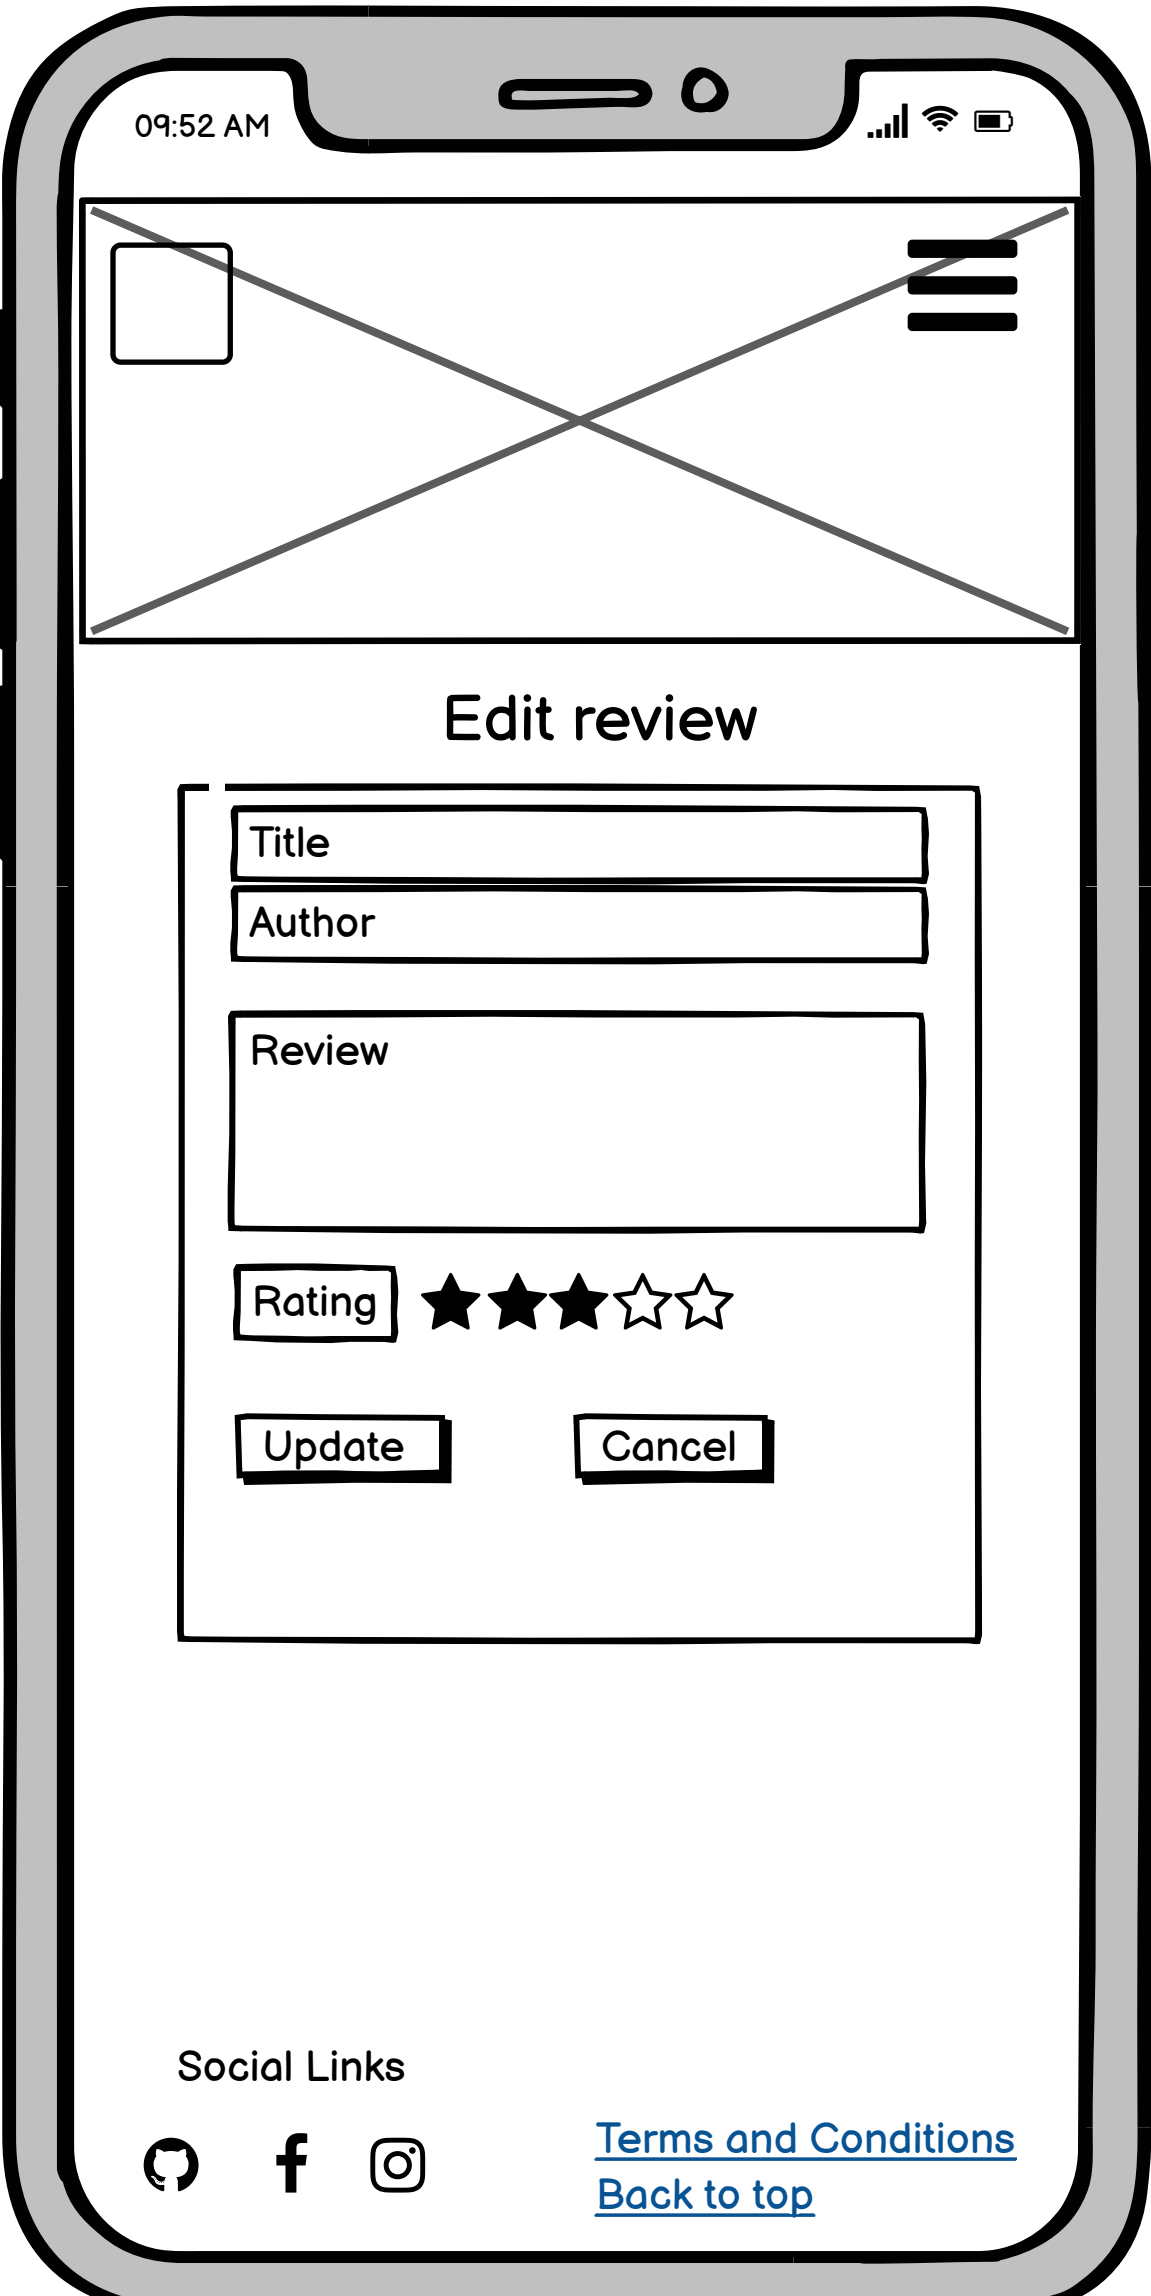 09:52 AM
Edit review
Title
Author
Review
Rating
Update
Cancel
Social Links
Terms and Conditions
Back to top